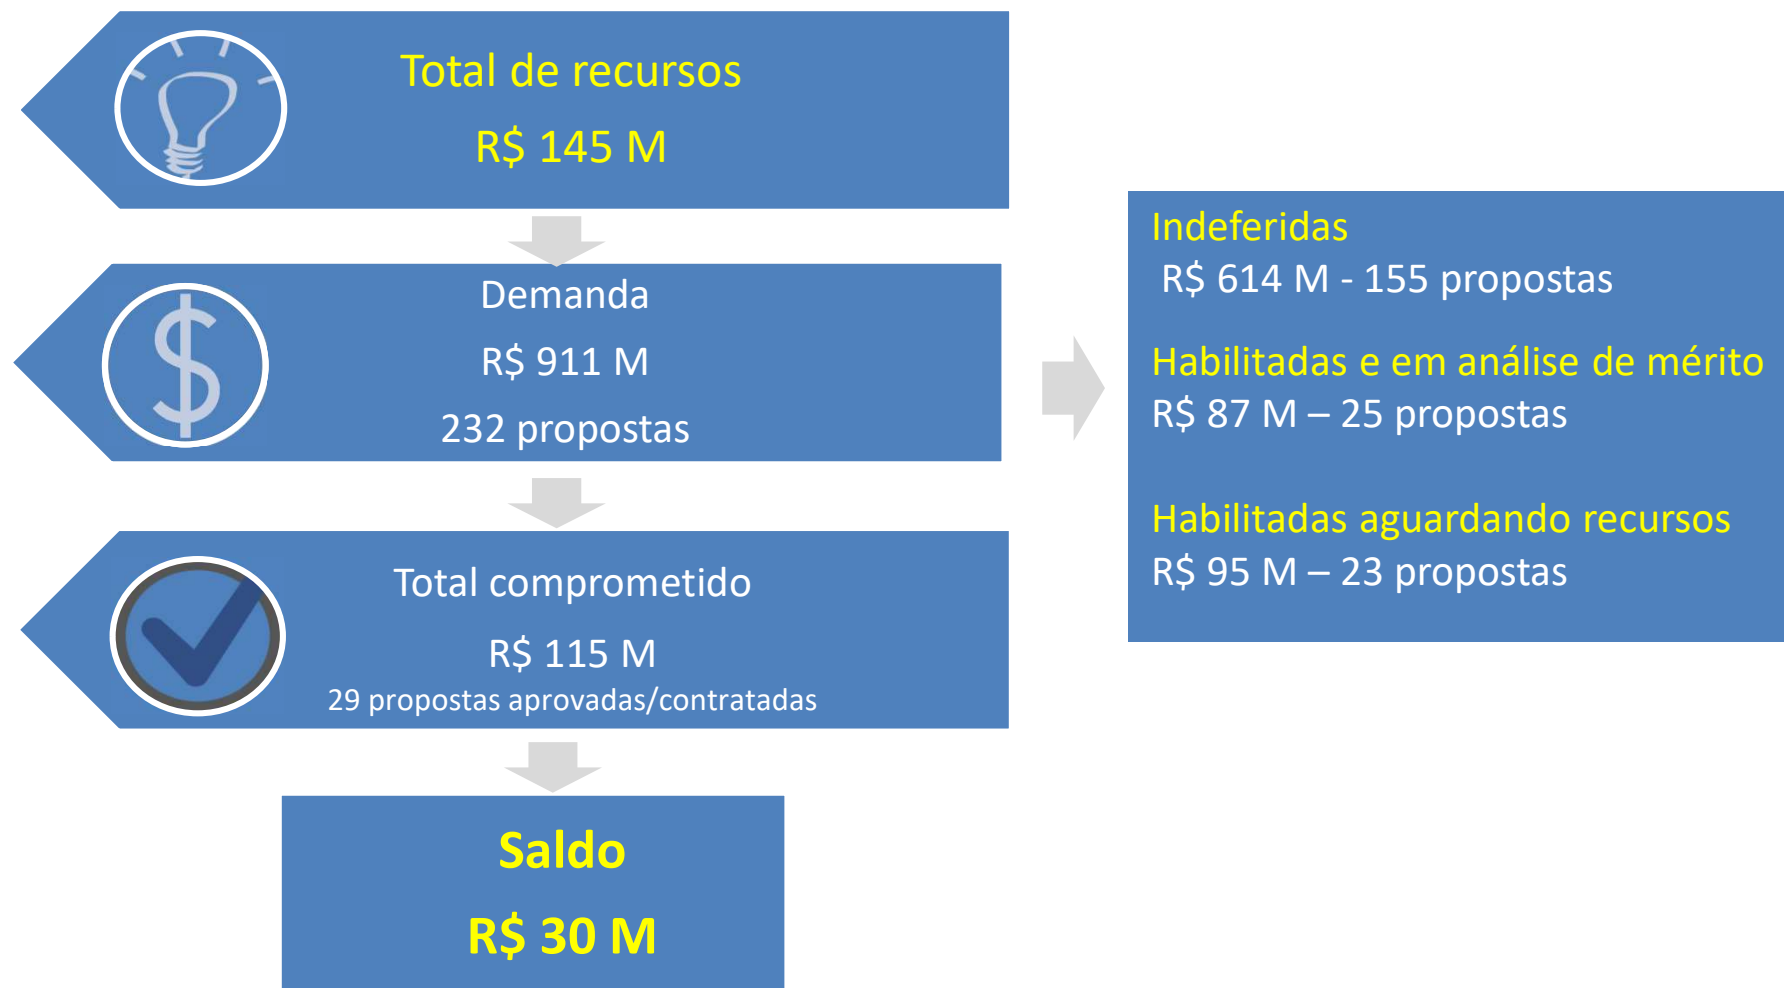 Total de recursos
R$ 145 M
Demanda
R$ 911 M
232 propostas
Total comprometido
R$ 115 M
29 propostas aprovadas/contratadas
Saldo
R$ 30 M
Indeferidas
R$ 614 M - 155 propostas
Habilitadas e em análise de mérito
R$ 87 M – 25 propostas
Habilitadas aguardando recursos
R$ 95 M – 23 propostas